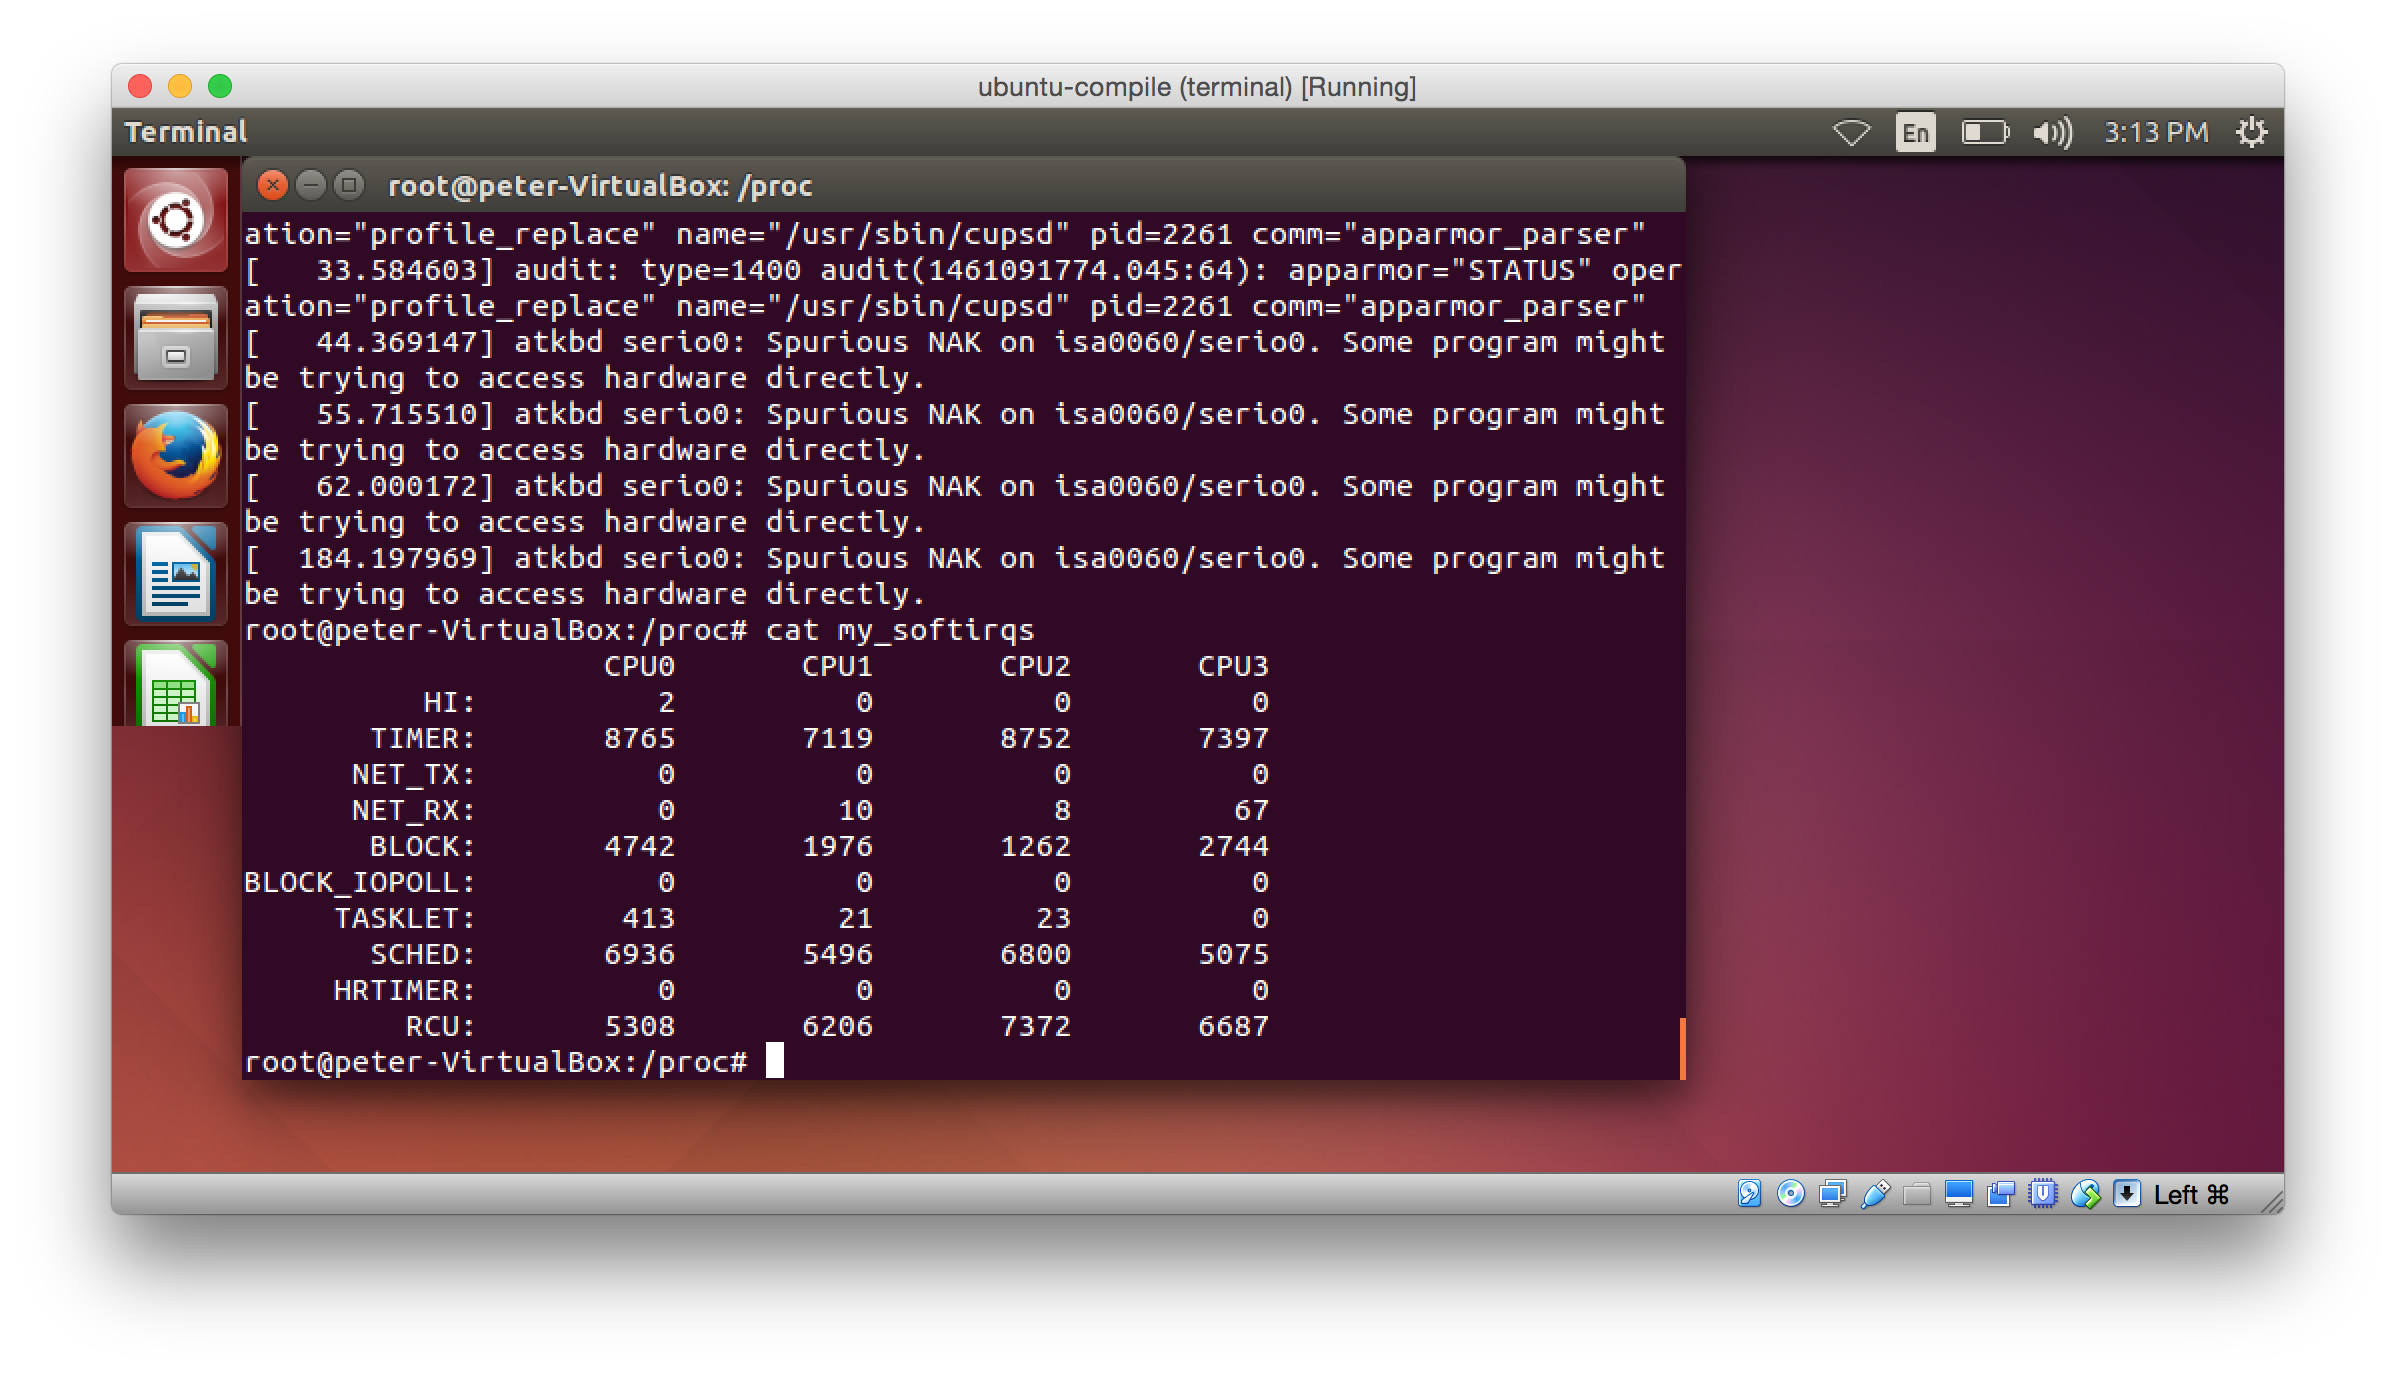 ubuntu-compile (terminal) [Running]
Terminal
En
3:13 PM
root@peter-VirtualBox: /proc
ation="profile_replace" name="/usr/sbin/cupsd" pid=2261 comm="apparmor_parser"
[   33.584603] audit: type=1400 audit(1461091774.045:64): apparmor="STATUS" oper
ation="profile_replace" name="/usr/sbin/cupsd" pid=2261 comm="apparmor_parser"
[   44.369147] atkbd serio0: Spurious NAK on isa0060/serio0. Some program might
be trying to access hardware directly.
[   55.715510] atkbd serio0: Spurious NAK on isa0060/serio0. Some program might
be trying to access hardware directly.
[   62.000172] atkbd serio0: Spurious NAK on isa0060/serio0. Some program might
be trying to access hardware directly.
[  184.197969] atkbd serio0: Spurious NAK on isa0060/serio0. Some program might
be trying to access hardware directly.
root@peter-VirtualBox:/proc# cat my_softirqs
                    CPU0       CPU1       CPU2       CPU3
          HI:          2          0          0          0
       TIMER:       8765       7119       8752       7397
      NET_TX:          0          0          0          0
      NET_RX:          0         10          8         67
       BLOCK:       4742       1976       1262       2744
BLOCK_IOPOLL:          0          0          0          0
     TASKLET:        413         21         23          0
       SCHED:       6936       5496       6800       5075
     HRTIMER:          0          0          0          0
         RCU:       5308       6206       7372       6687
root@peter-VirtualBox:/proc#
Left ⌘